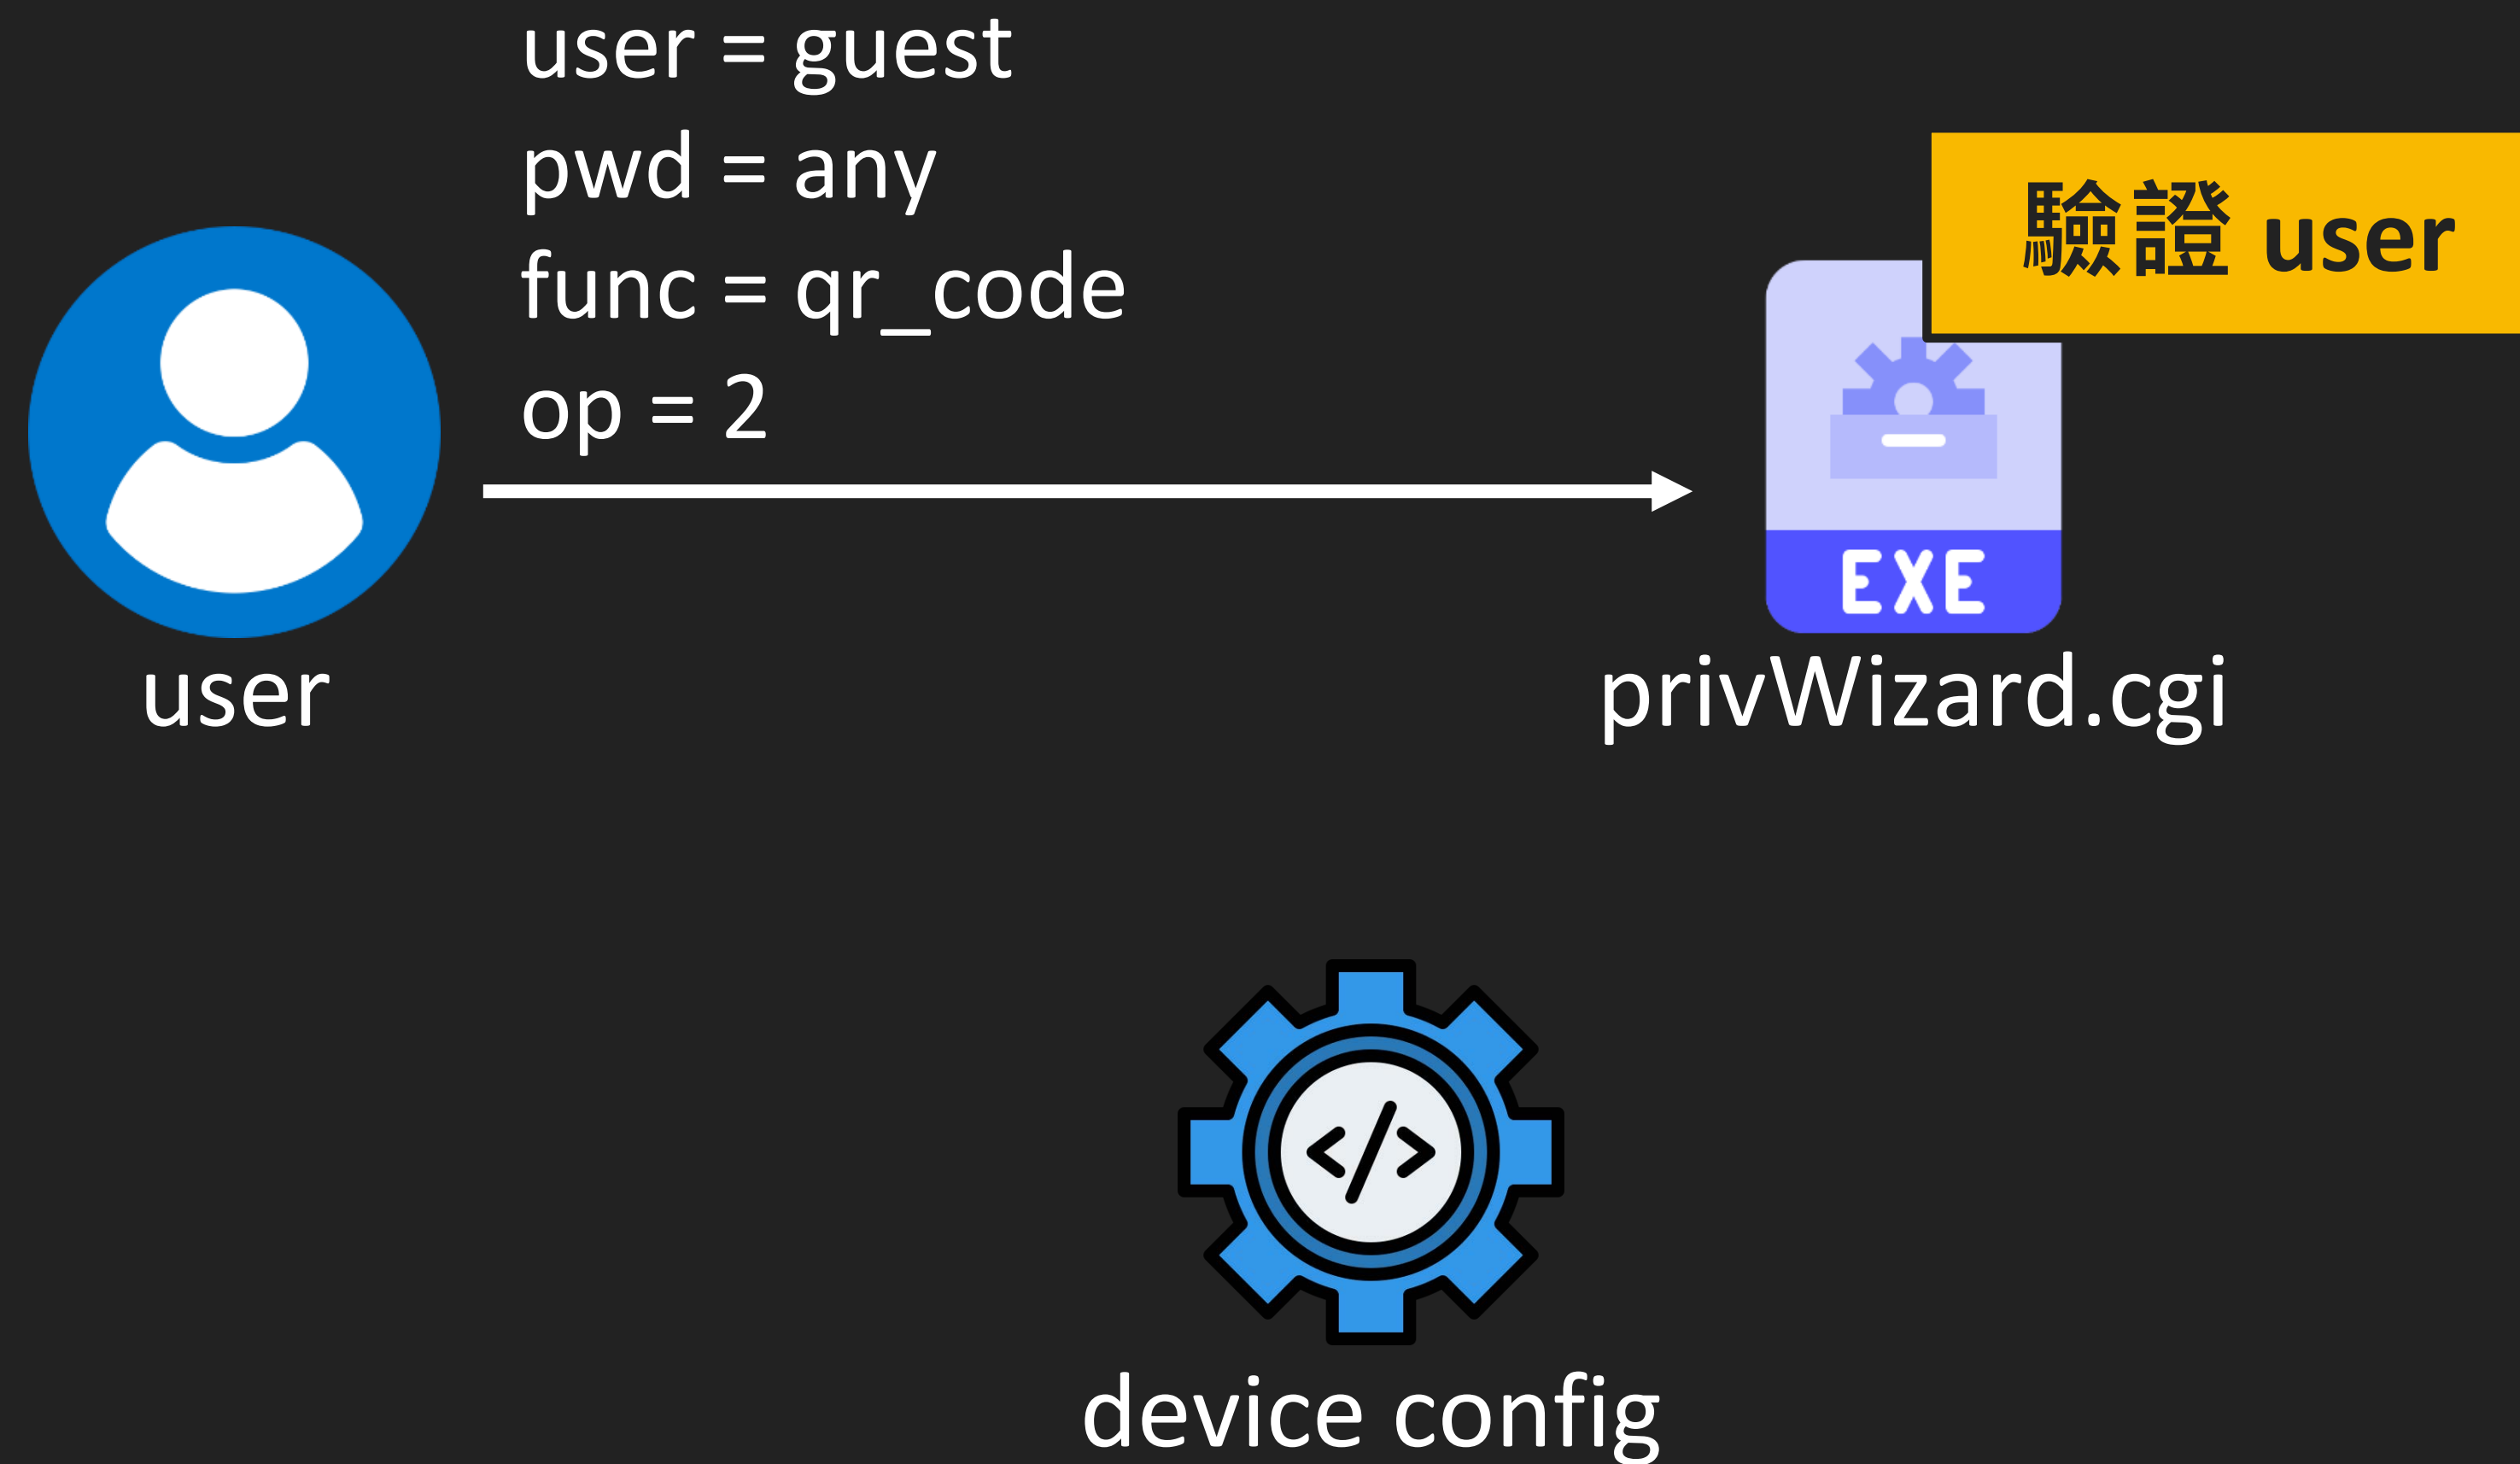 user = guest
pwd = any
func = qr_code
op = 2
驗證 user
EXE
user
privWizard.cgi
</>
device config